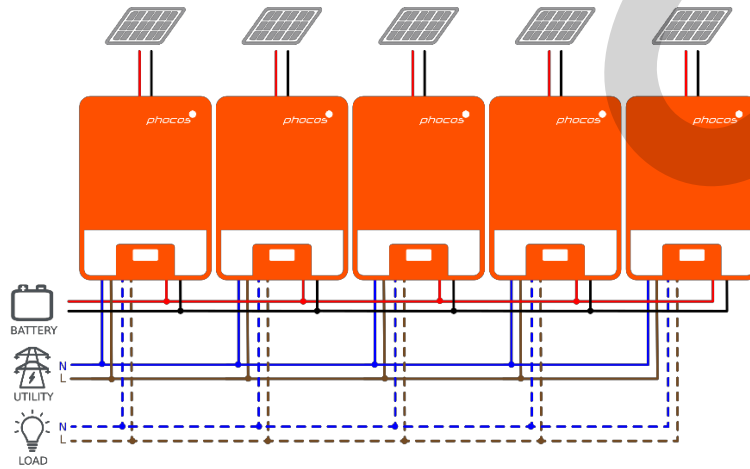 phocos phocos phocos phocos phocos
BATTERY
N
L
UTILITY
N
L
LOAD